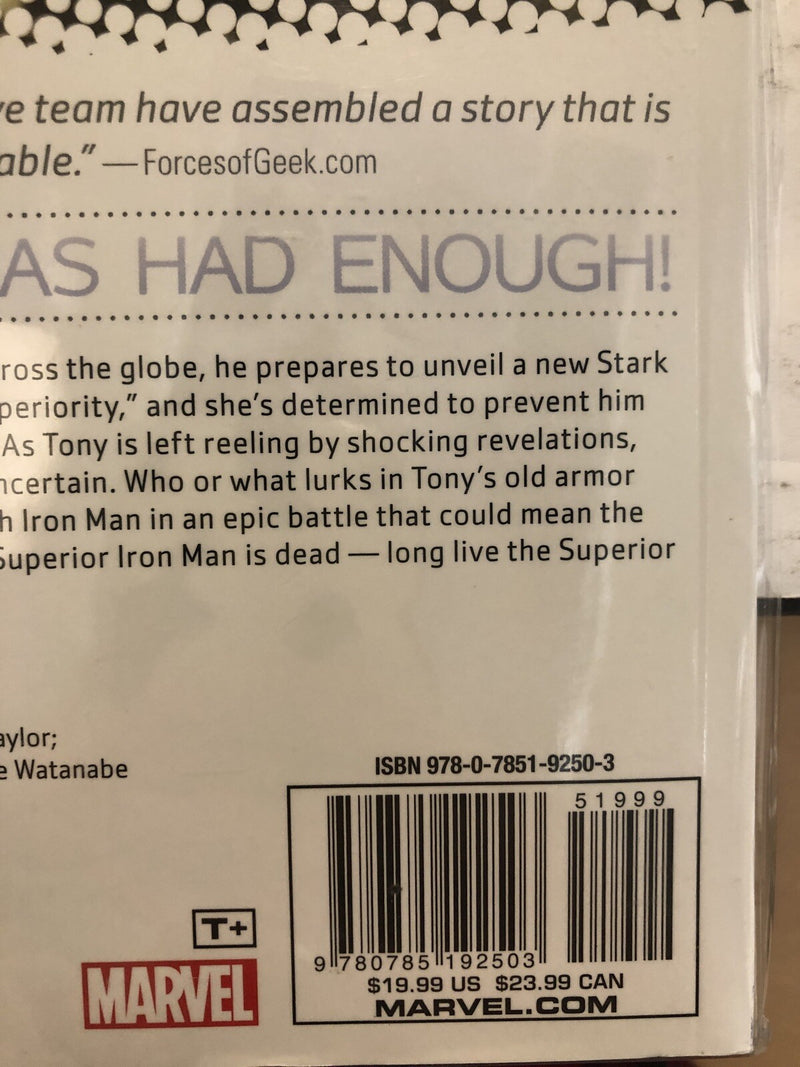 e team have assembled a story that is
able." — ForcesofGeek.com
AS HAD ENOUGH!
ross the globe, he prepares to unveil a new Stark
periority," and she's determined to prevent him
As Tony is left reeling by shocking revelations,
ncertain. Who or what lurks in Tony's old armor
h Iron Man in an epic battle that could mean the
Superior Iron Man is dead — long live the Superior
aylor;
e Watanabe
ISBN 978-0-7851-9250-3
51999
9 780785 192503
$19.99 US $23.99 CAN
MARVEL.COM
T+
MARVEL